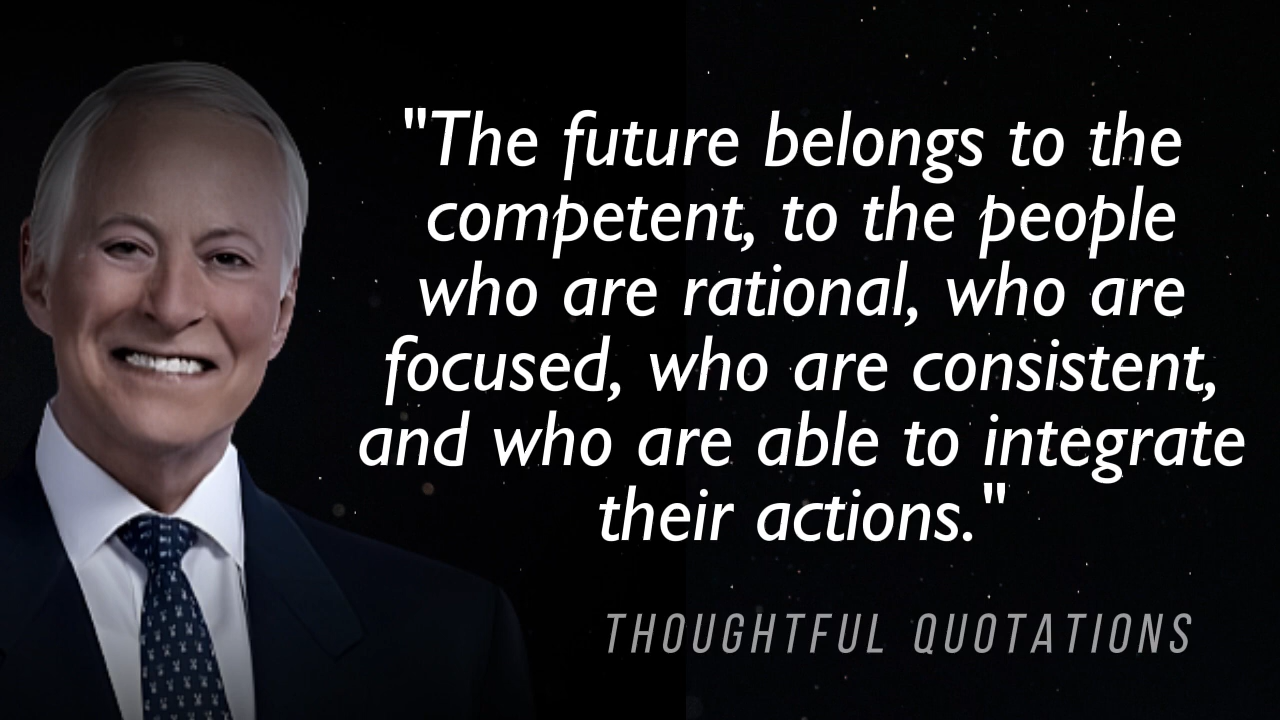 "The future belongs to the
competent, to the people
who are rational, who are
focused, who are consistent,
and who are able to integrate
their actions."
THOUGHTFUL QUOTATIONS